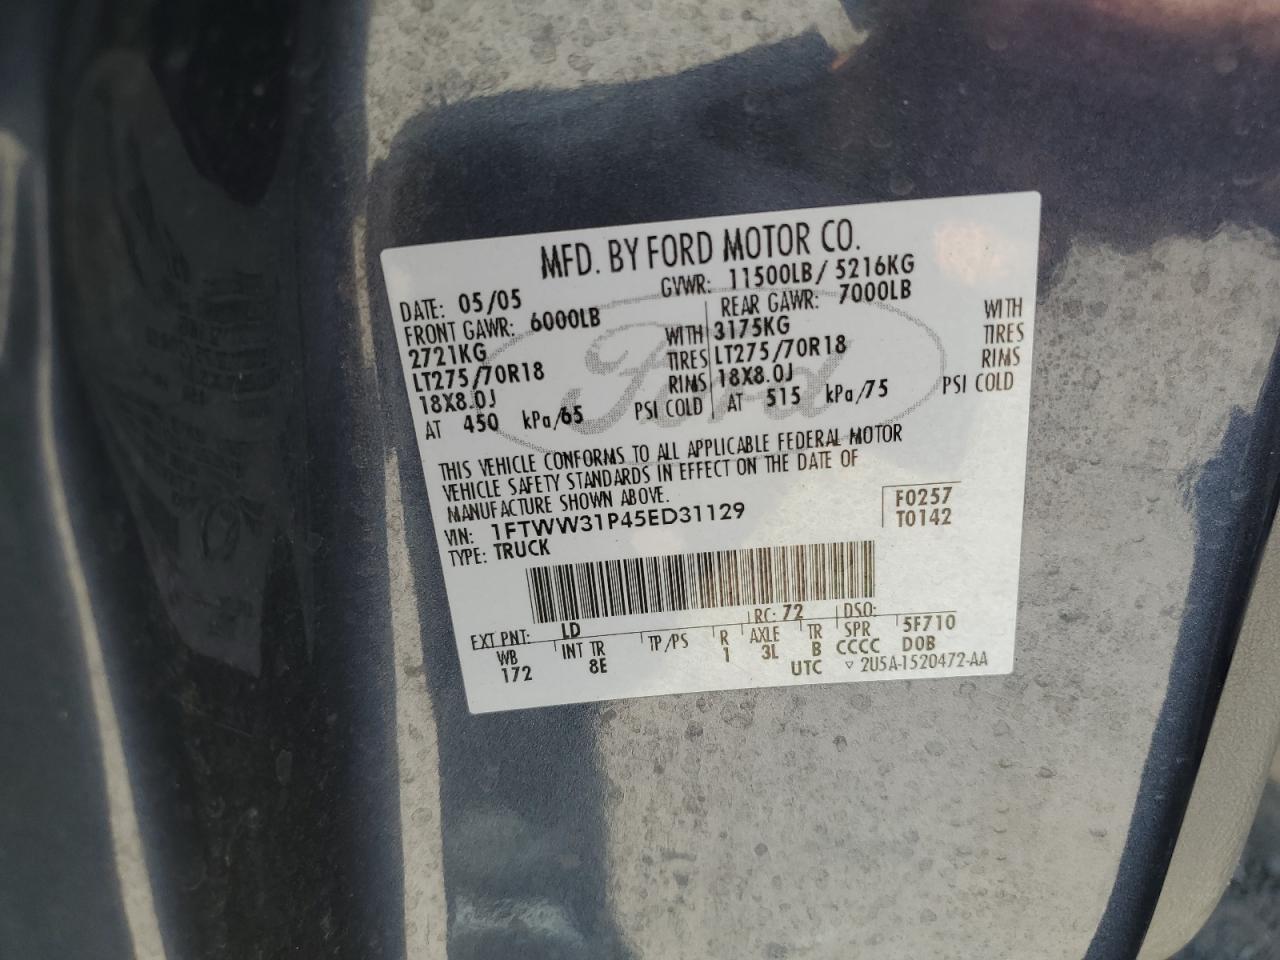 MFD. BY FORD MOTOR CO.
DATE: 05/05 GVWR: 11500LB/ 5216KG
FRONT GAWR: 6000LB REAR GAWR: 7000LB
2721KG WITH 3175KG WITH
LT275/70R18 TIRES LT275/70R18 TIRES
18X8.0J RIMS 18X8.0J RIMS
AT 450 kPa/65 PSI COLD AT 515 kPa/75 PSI COLD
Ford
THIS VEHICLE CONFORMS TO ALL APPLICABLE FEDERAL MOTOR
VEHICLE SAFETY STANDARDS IN EFFECT ON THE DATE OF
MANUFACTURE SHOWN ABOVE.
VIN: 1FTWW31P45ED31129 F0257
TYPE: TRUCK T0142
EXT PNT: LD RC: 72 DSO:
WB INT TR TP/PS R AXLE TR SPR 5F710
172 8E 1 3L B CCCC DOB
UTC ▽ 2U5A-1520472-AA